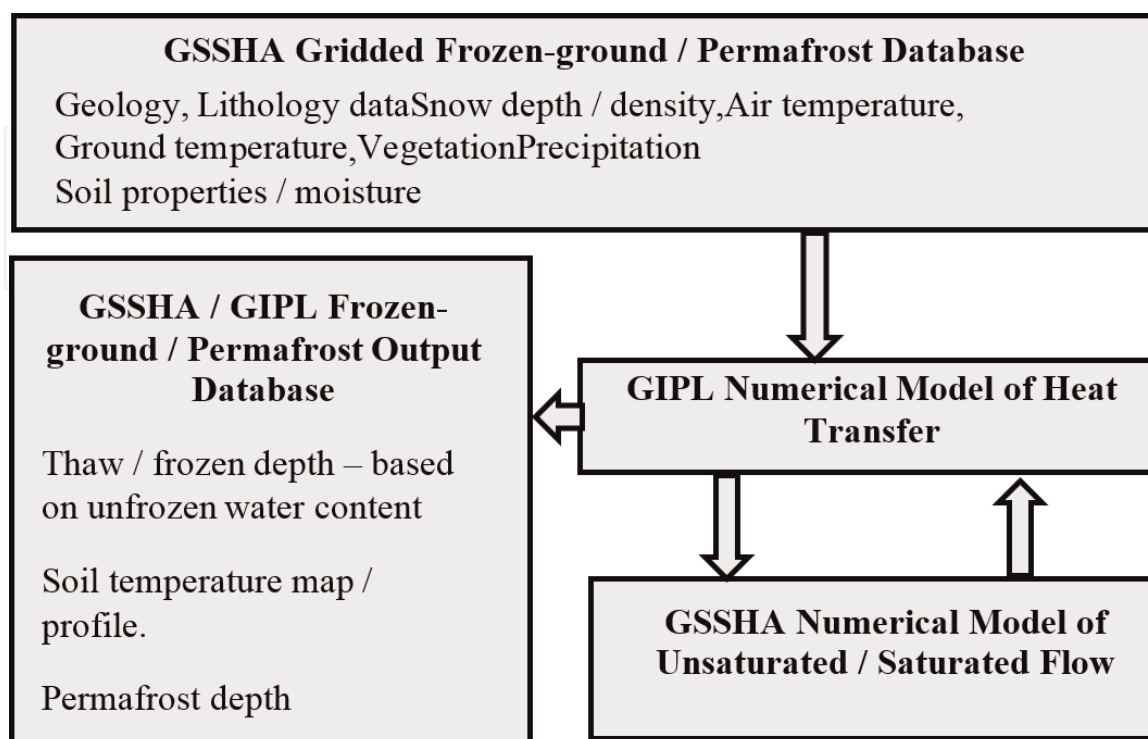 GSSHA Gridded Frozen-ground / Permafrost Database
Geology, Lithology dataSnow depth / density,Air temperature,
Ground temperature,VegetationPrecipitation
Soil properties / moisture
GSSHA / GIPL Frozen-
ground / Permafrost Output
Database
Thaw / frozen depth – based
on unfrozen water content
Soil temperature map /
profile.
Permafrost depth
GIPL Numerical Model of Heat
Transfer
GSSHA Numerical Model of
Unsaturated / Saturated Flow